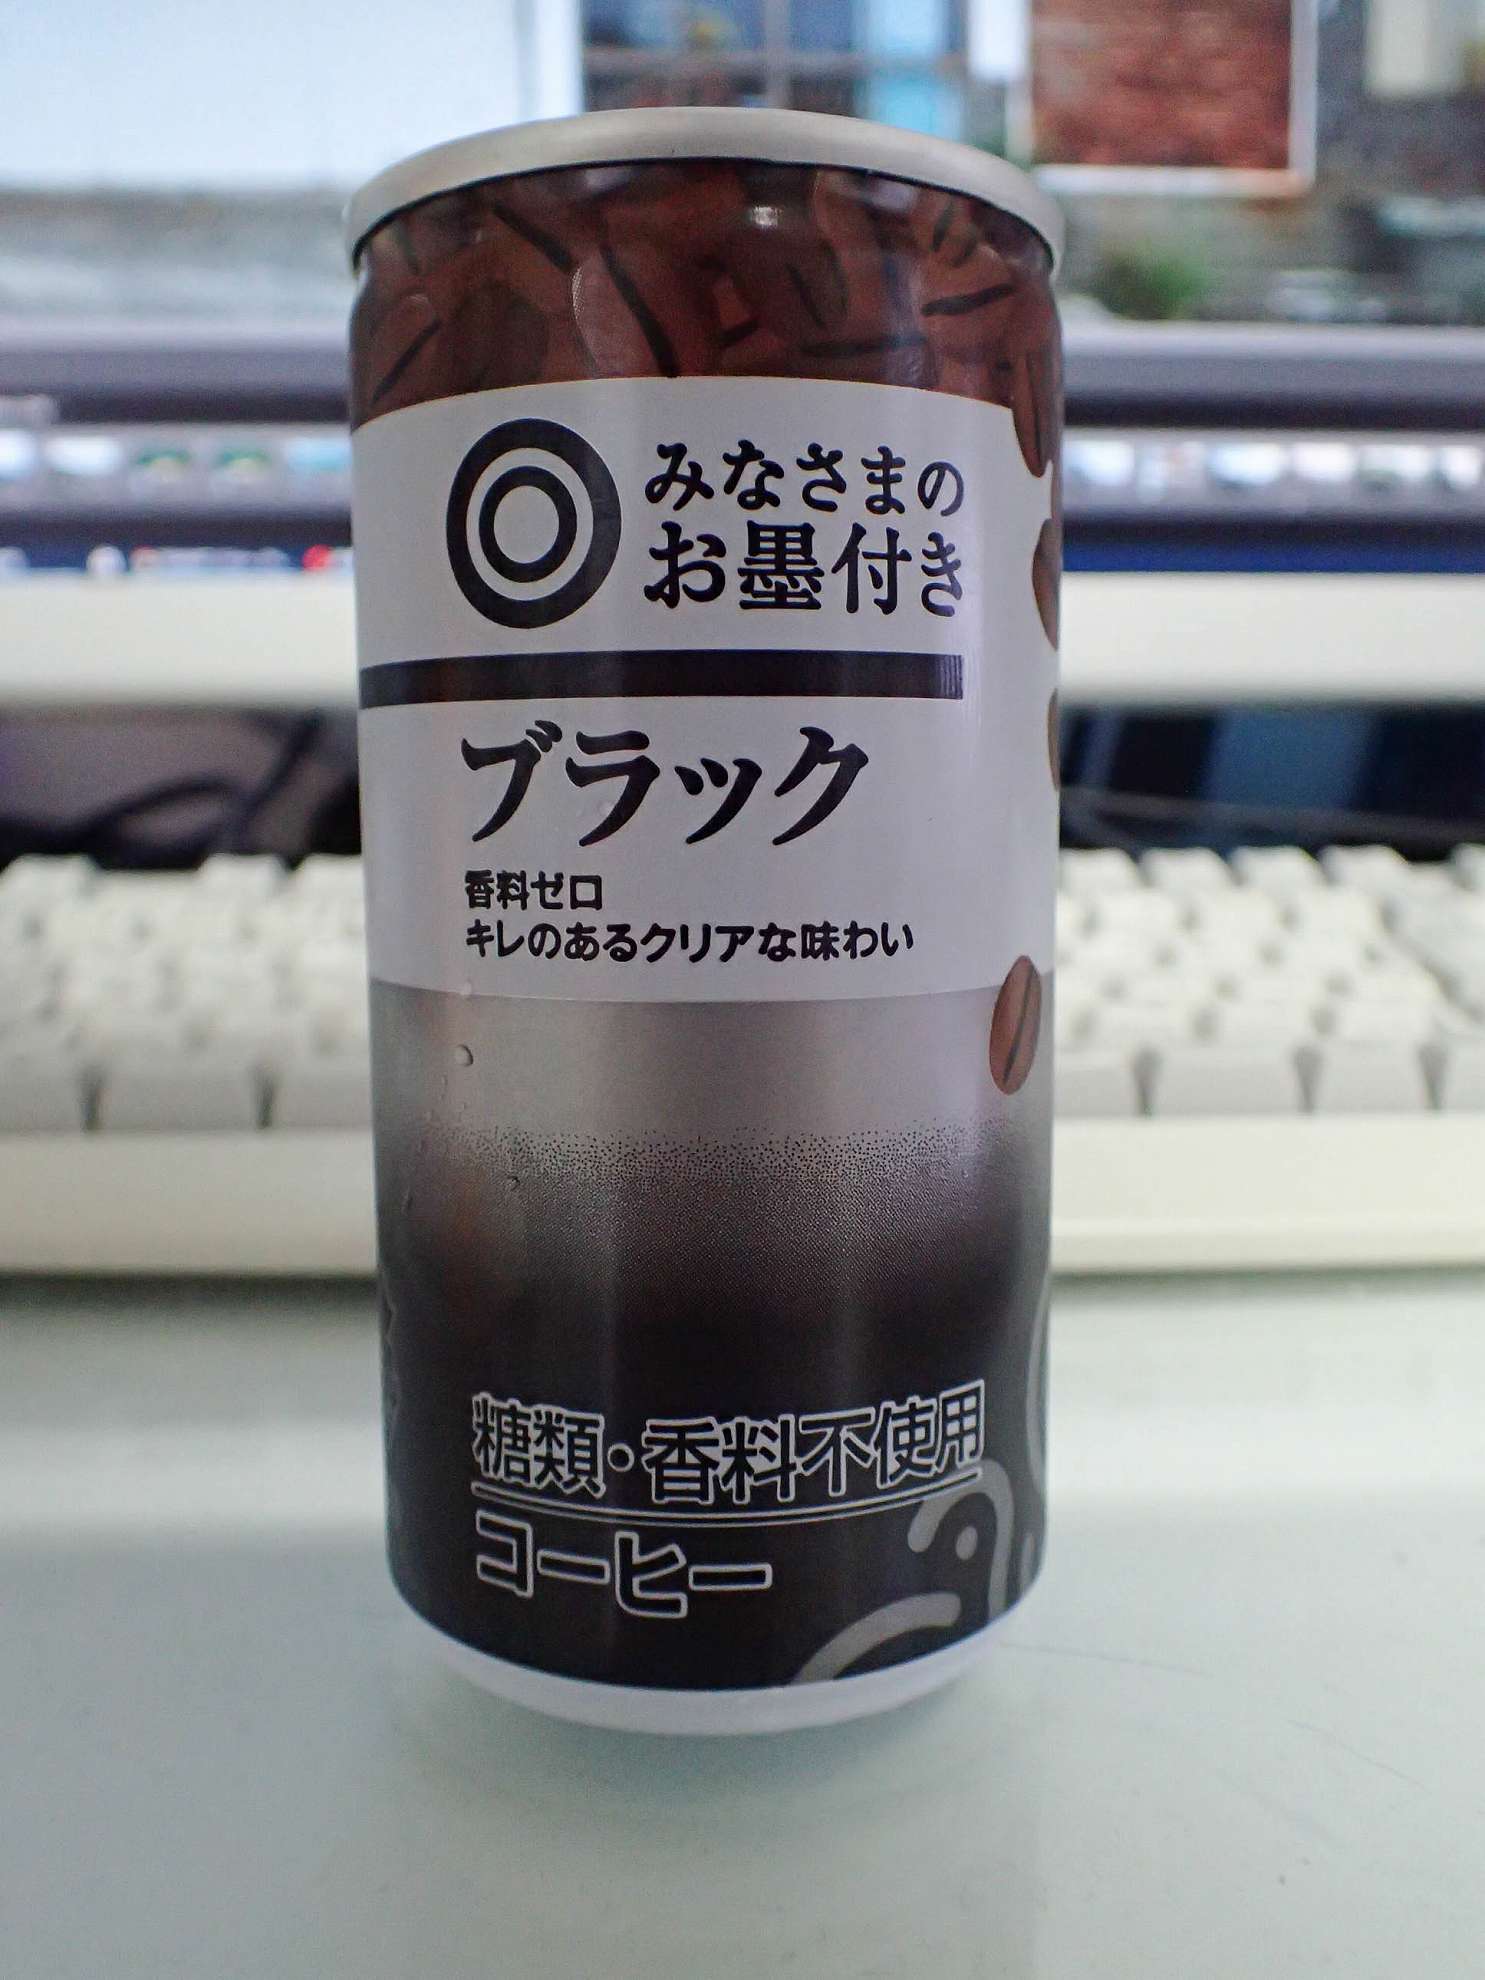 みなさまの
お墨付き
ブラック
香料ゼロ
キレのあるクリアな味わい
糖類・香料不使用
コーヒー